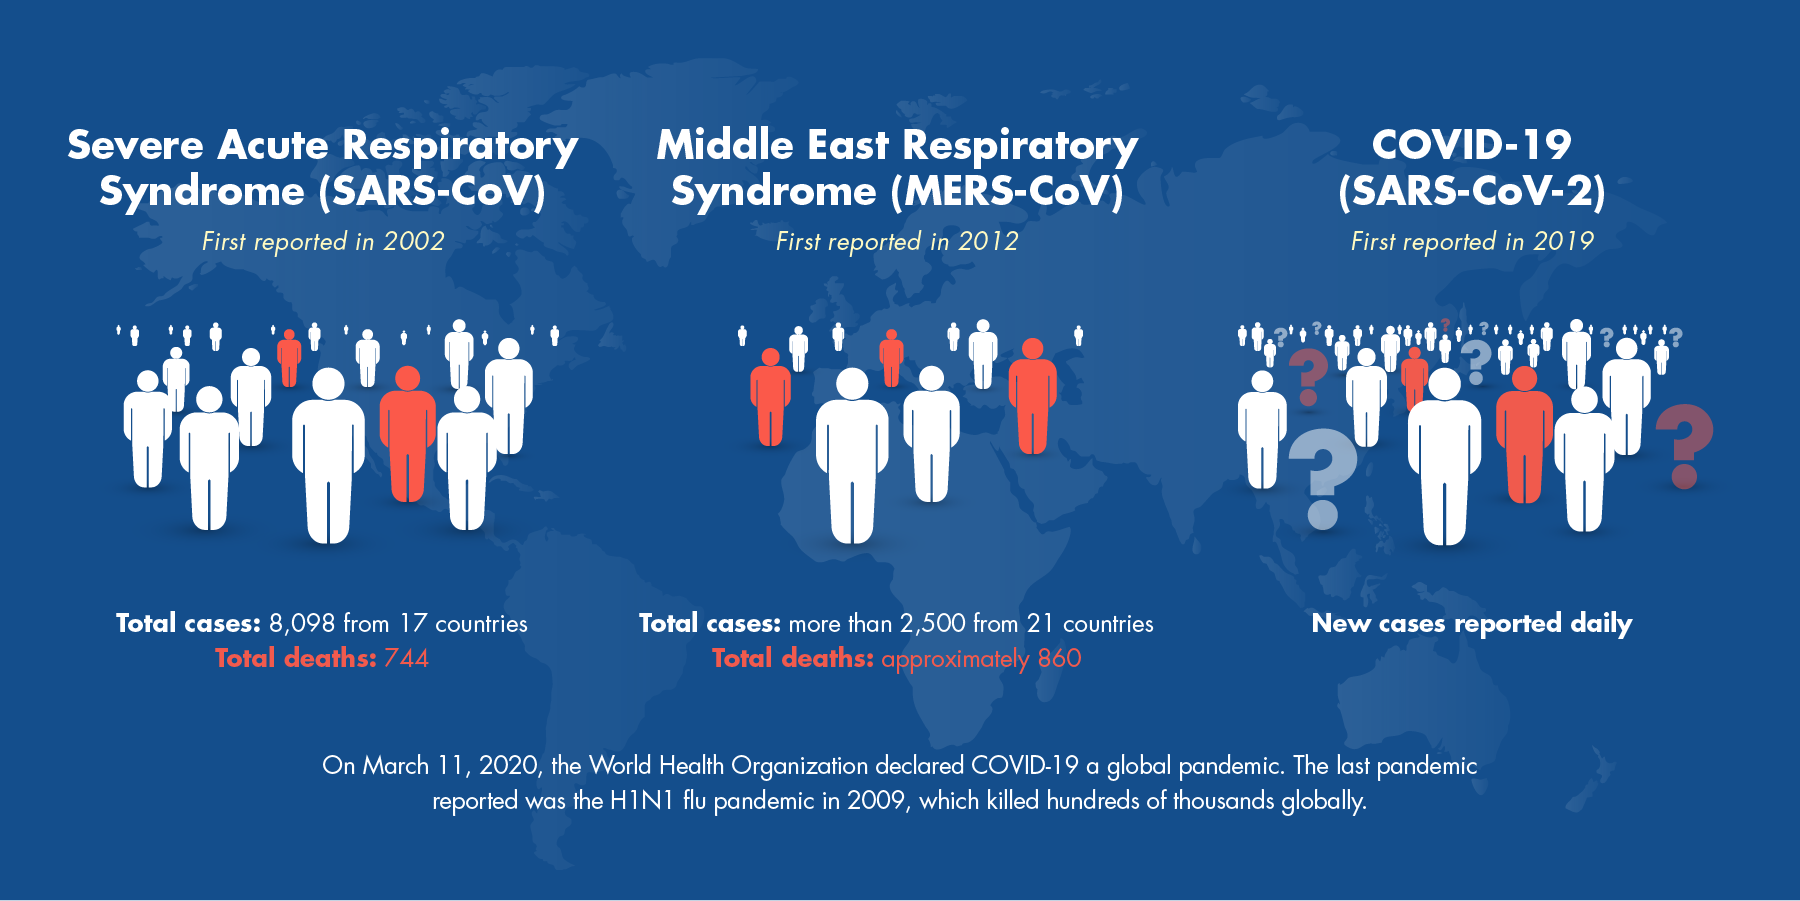 Severe Acute Respiratory
Syndrome (SARS-CoV)
First reported in 2002
Total cases: 8,098 from 17 countries
Total deaths: 744
Middle East Respiratory
Syndrome (MERS-CoV)
First reported in 2012
Total cases: more than 2,500 from 21 countries
Total deaths: approximately 860
COVID-19
(SARS-CoV-2)
First reported in 2019
? ? ? ? ? ? ? ? ?
New cases reported daily
On March 11, 2020, the World Health Organization declared COVID-19 a global pandemic. The last pandemic
reported was the H1N1 flu pandemic in 2009, which killed hundreds of thousands globally.